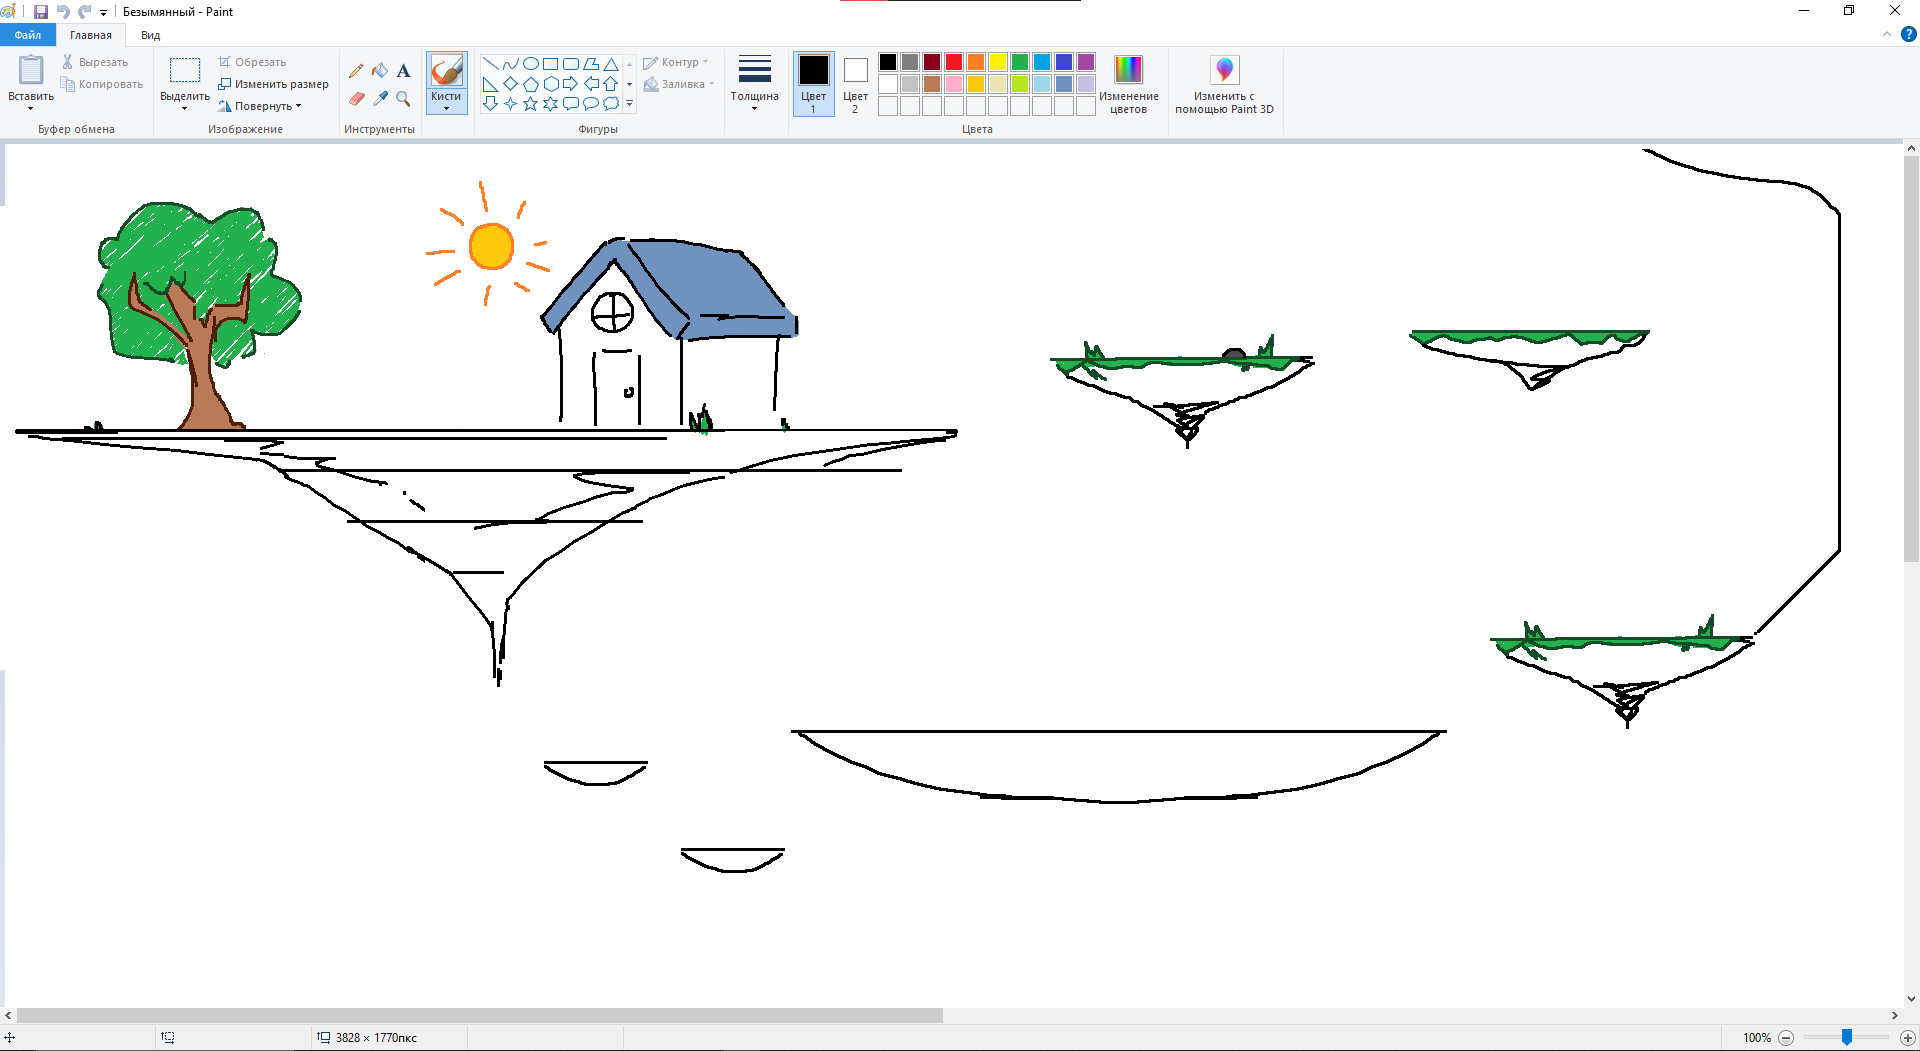 Безымянный - Paint
Файл
Главная
Вид
Вставить
Вырезать
Копировать
Буфер обмена
Выделить
Обрезать
Изменить размер
Повернуть
Изображение
A
Инструменты
Кисти
Контур
Заливка
Фигуры
Толщина
Цвет
1
Цвет
2
Изменение
цветов
Цвета
Изменить с
помощью Paint 3D
3828 × 1770пкс
100%